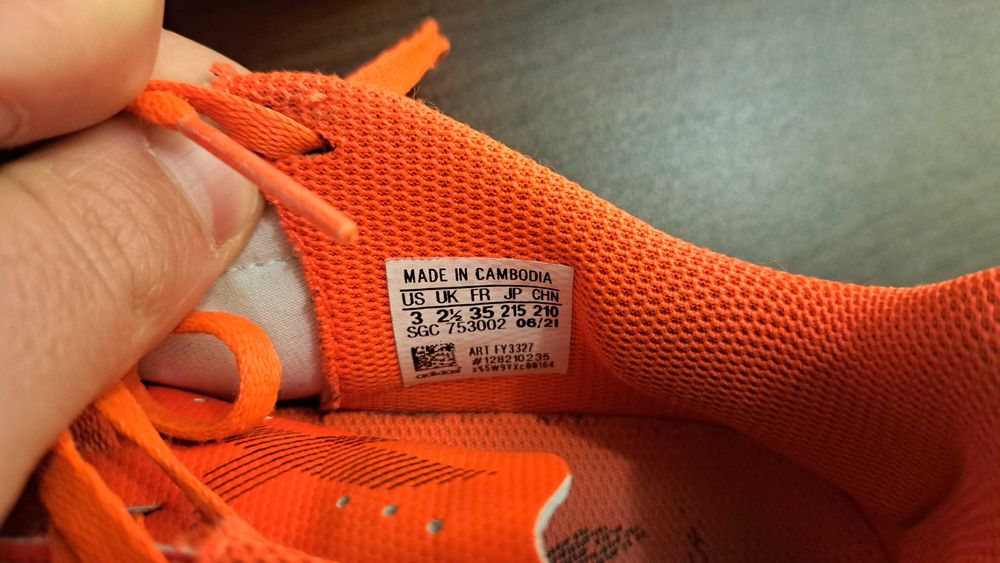 MADE IN CAMBODIA
US UK FR JP CHN
3 2½ 35 215 210
SGC 753002 06/21
ART FY3327
#128210235
adidas